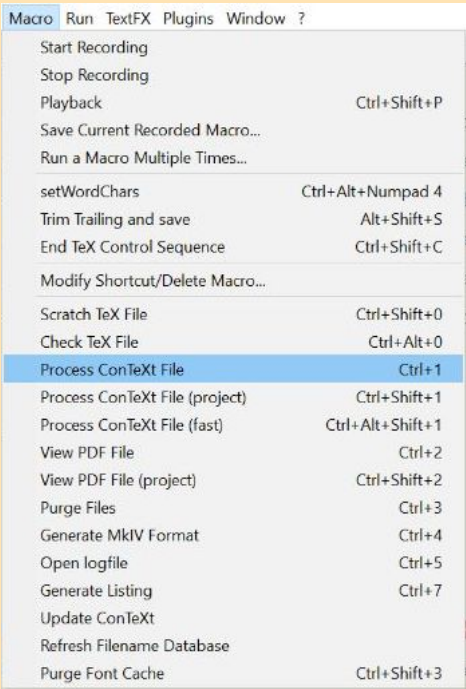 Macro Run TextFX Plugins Window ?
Start Recording
Stop Recording
Playback Ctrl+Shift+P
Save Current Recorded Macro...
Run a Macro Multiple Times...
setWordChars Ctrl+Alt+Numpad 4
Trim Trailing and save Alt+Shift+S
End TeX Control Sequence Ctrl+Shift+C
Modify Shortcut/Delete Macro...
Scratch TeX File Ctrl+Shift+0
Check TeX File Ctrl+Alt+0
Process ConTeXt File Ctrl+1
Process ConTeXt File (project) Ctrl+Shift+1
Process ConTeXt File (fast) Ctrl+Alt+Shift+1
View PDF File Ctrl+2
View PDF File (project) Ctrl+Shift+2
Purge Files Ctrl+3
Generate MkIV Format Ctrl+4
Open logfile Ctrl+5
Generate Listing Ctrl+7
Update ConTeXt
Refresh Filename Database
Purge Font Cache Ctrl+Shift+3